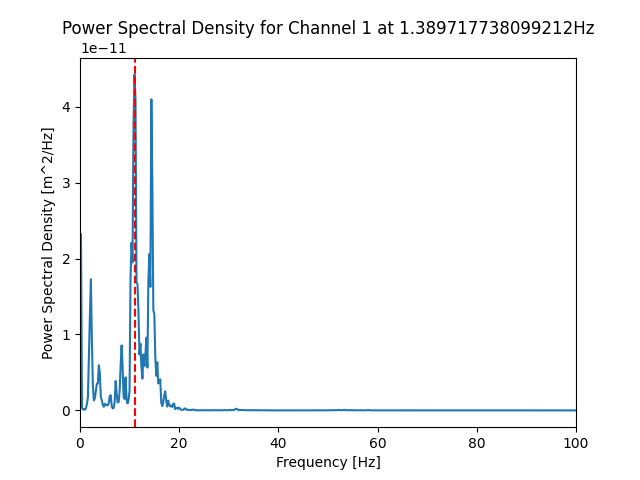 Power Spectral Density for Channel 1 at 1.389717738099212Hz
1e−11
4
3
2
1
0
Power Spectral Density [m^2/Hz]
0 20 40 60 80 100
Frequency [Hz]